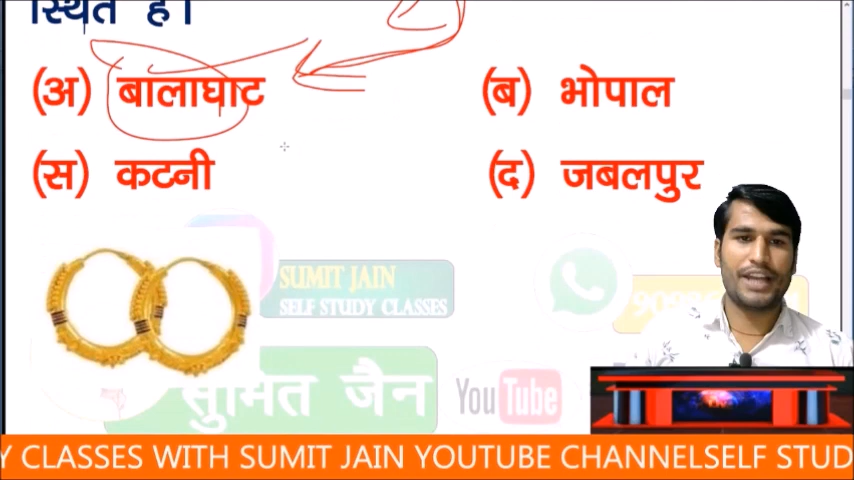 स्थित है।
(अ) बालाघाट
(ब) भोपाल
(स) कटनी
(द) जबलपुर
SUMIT JAIN
SELF STUDY CLASSES
सुमित जैन
YouTube
Y CLASSES WITH SUMIT JAIN YOUTUBE CHANNELSELF STUD